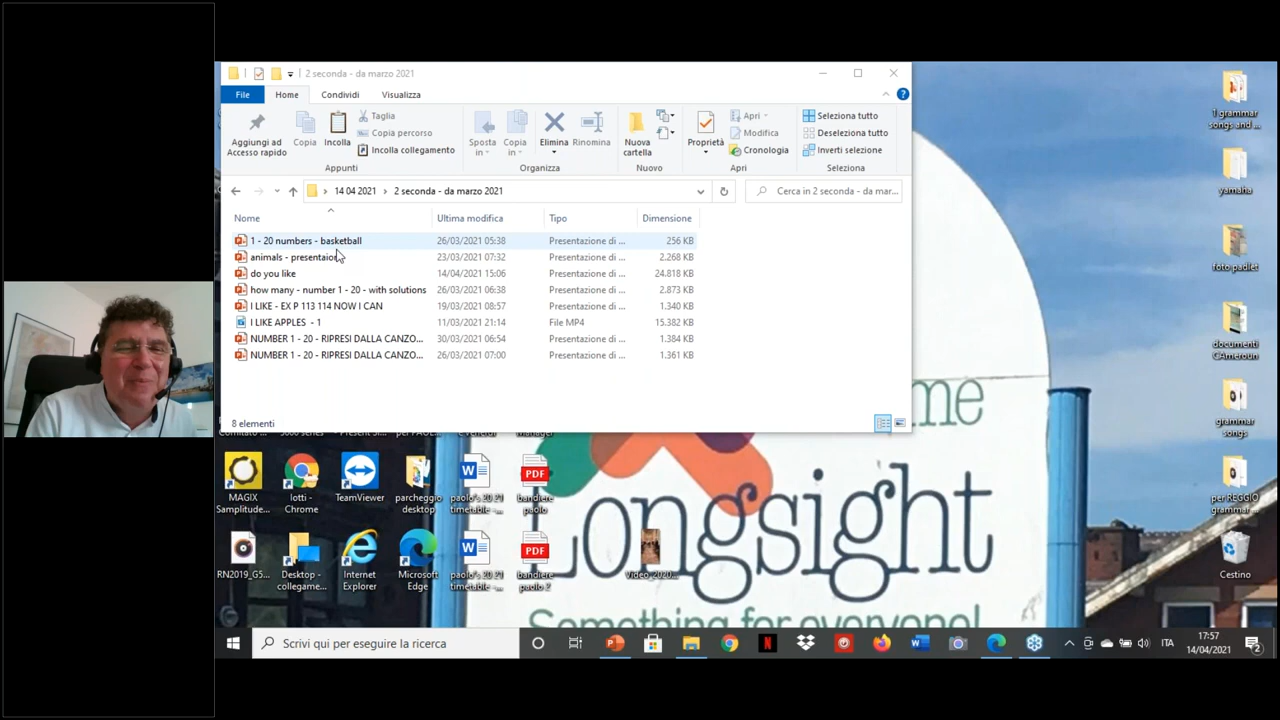 2 seconda - da marzo 2021
File Home Condividi Visualizza
Aggiungi ad Accesso rapido
Copia
Incolla
Taglia
Copia percorso
Incolla collegamento
Appunti
Sposta in
Copia in
Elimina
Rinomina
Organizza
Nuova cartella
Nuovo
Proprietà
Apri
Modifica
Cronologia
Apri
Seleziona tutto
Deseleziona tutto
Inverti selezione
Seleziona
14 04 2021 > 2 seconda - da marzo 2021
Cerca in 2 seconda - da mar...
Nome Ultima modifica Tipo Dimensione
1 - 20 numbers - basketball 26/03/2021 05:38 Presentazione di ... 256 KB
animals - presentaion 23/03/2021 07:32 Presentazione di ... 2.268 KB
do you like 14/04/2021 15:06 Presentazione di ... 24.818 KB
how many - number 1 - 20 - with solutions 26/03/2021 06:38 Presentazione di ... 2.873 KB
I LIKE - EX P 113 114 NOW I CAN 19/03/2021 08:57 Presentazione di ... 1.340 KB
I LIKE APPLES - 1 11/03/2021 21:14 File MP4 15.382 KB
NUMBER 1 - 20 - RIPRESI DALLA CANZO... 30/03/2021 06:54 Presentazione di ... 1.384 KB
NUMBER 1 - 20 - RIPRESI DALLA CANZO... 26/03/2021 07:00 Presentazione di ... 1.361 KB
8 elementi
1 grammar songs and ...
yamaha
foto padlet
documenti CAmeroun
grammar songs
per REGGIO grammar ...
Cestino
MAGIX Samplitude...
lotti - Chrome
TeamViewer
parcheggio desktop
paolo's 20 21 timetable -...
PDF
bandiere paolo
RN2019_G5...
Desktop - collegame...
Internet Explorer
Microsoft Edge
paolo's 20 21 timetable -...
PDF
bandiere paolo 2
Video_2020...
me
Longsight
Something for everyone!
Scrivi qui per eseguire la ricerca
ITA
17:57
14/04/2021
2